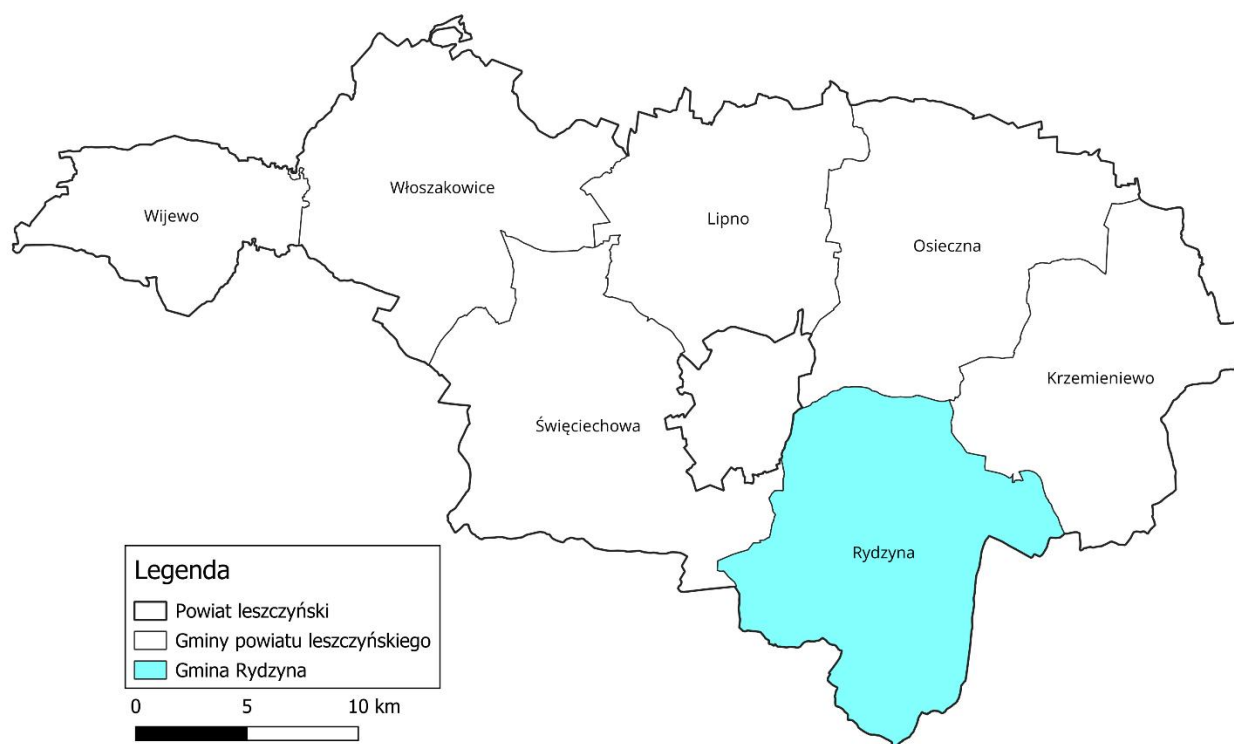 Włoszakowice
Wijewo
Lipno
Osieczna
Krzemieniewo
Święciechowa
Rydzyna
Legenda
Powiat leszczyński
Gminy powiatu leszczyńskiego
Gmina Rydzyna
0 5 10 km